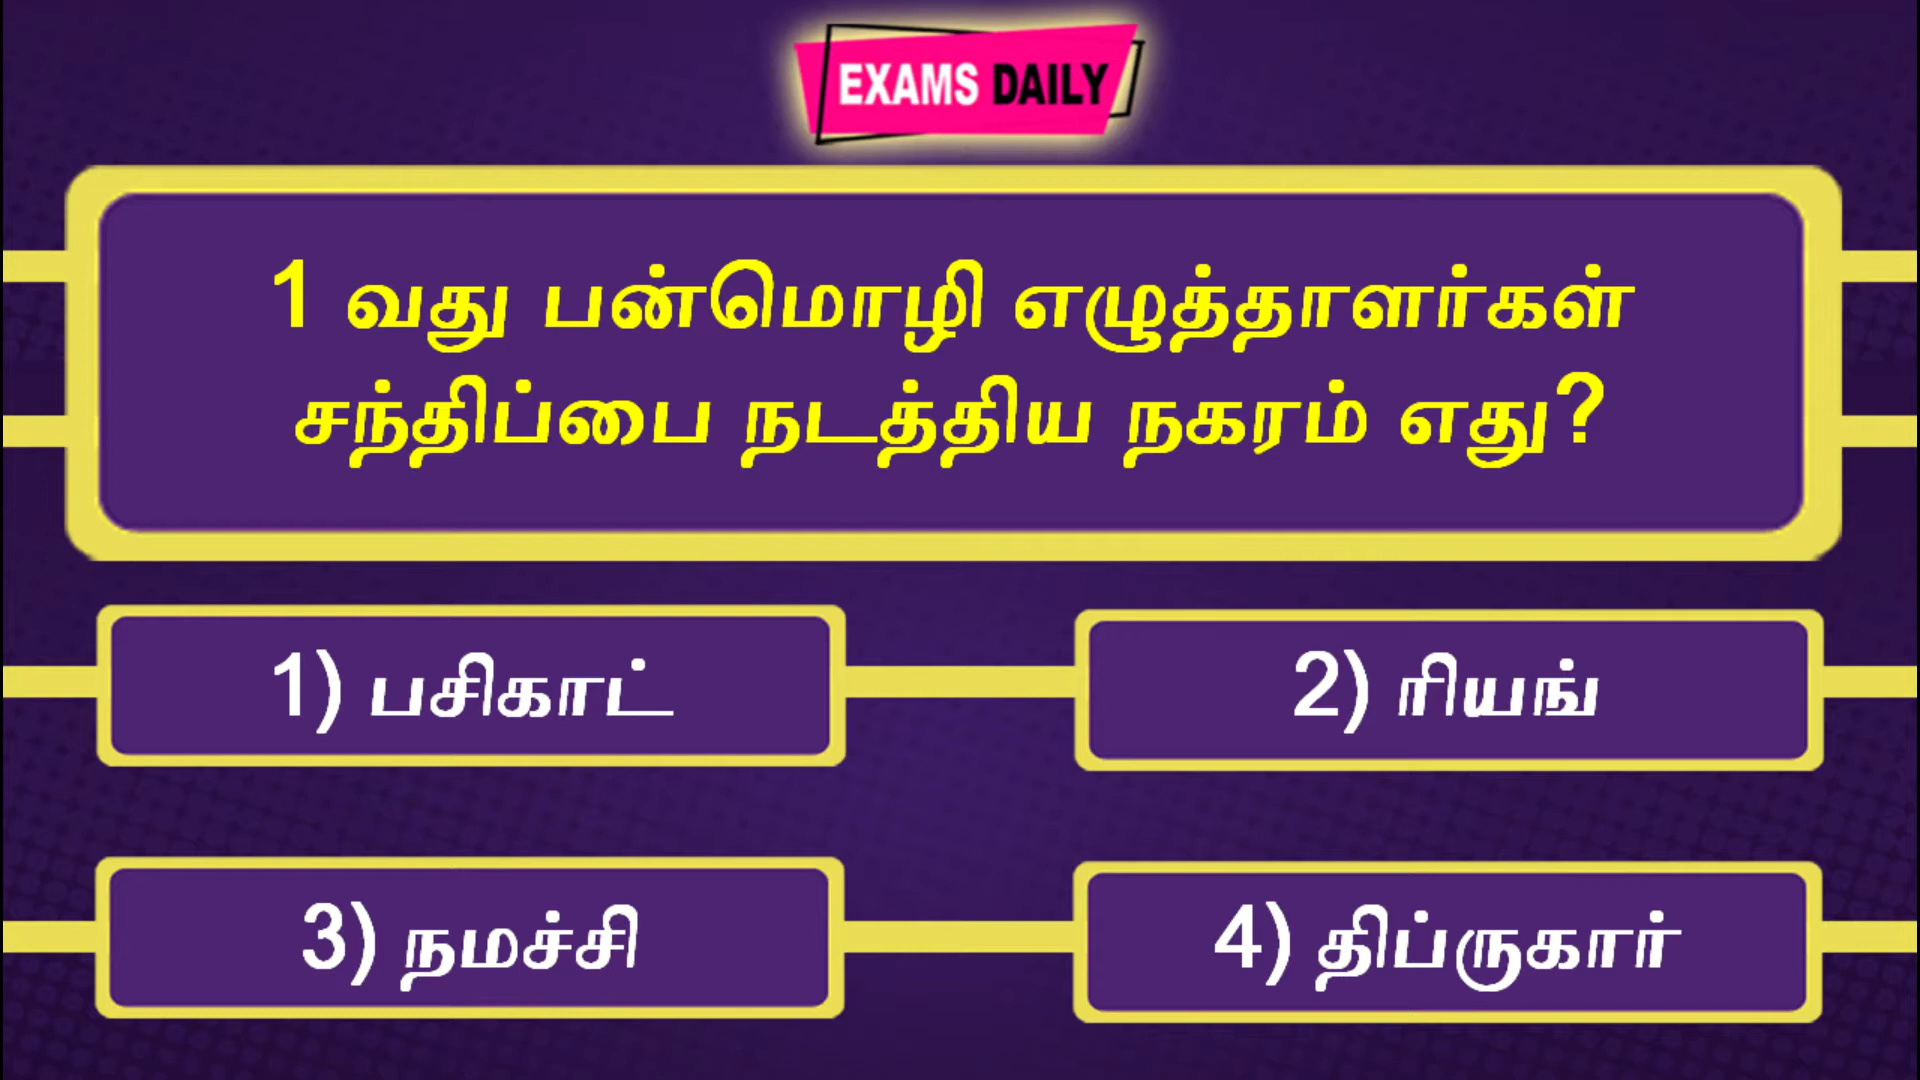 EXAMS DAILY
1 வது பன்மொழி எழுத்தாளர்கள்
சந்திப்பை நடத்திய நகரம் எது?
1) பசிகாட்
2) ரியங்
3) நமச்சி
4) திப்ருகார்